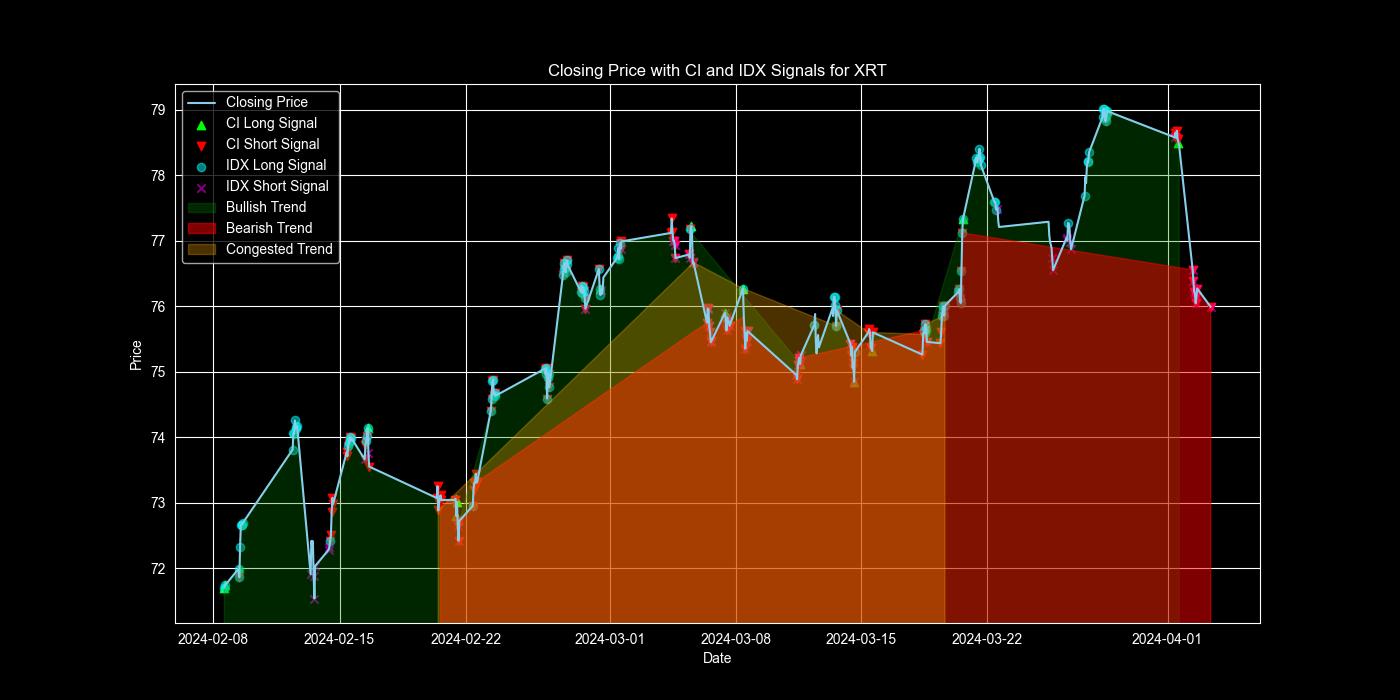 Closing Price with CI and IDX Signals for XRT
Closing Price
CI Long Signal
CI Short Signal
IDX Long Signal
IDX Short Signal
Bullish Trend
Bearish Trend
Congested Trend
Price
79
78
77
76
75
74
73
72
2024-02-08 2024-02-15 2024-02-22 2024-03-01 2024-03-08 2024-03-15 2024-03-22 2024-04-01
Date